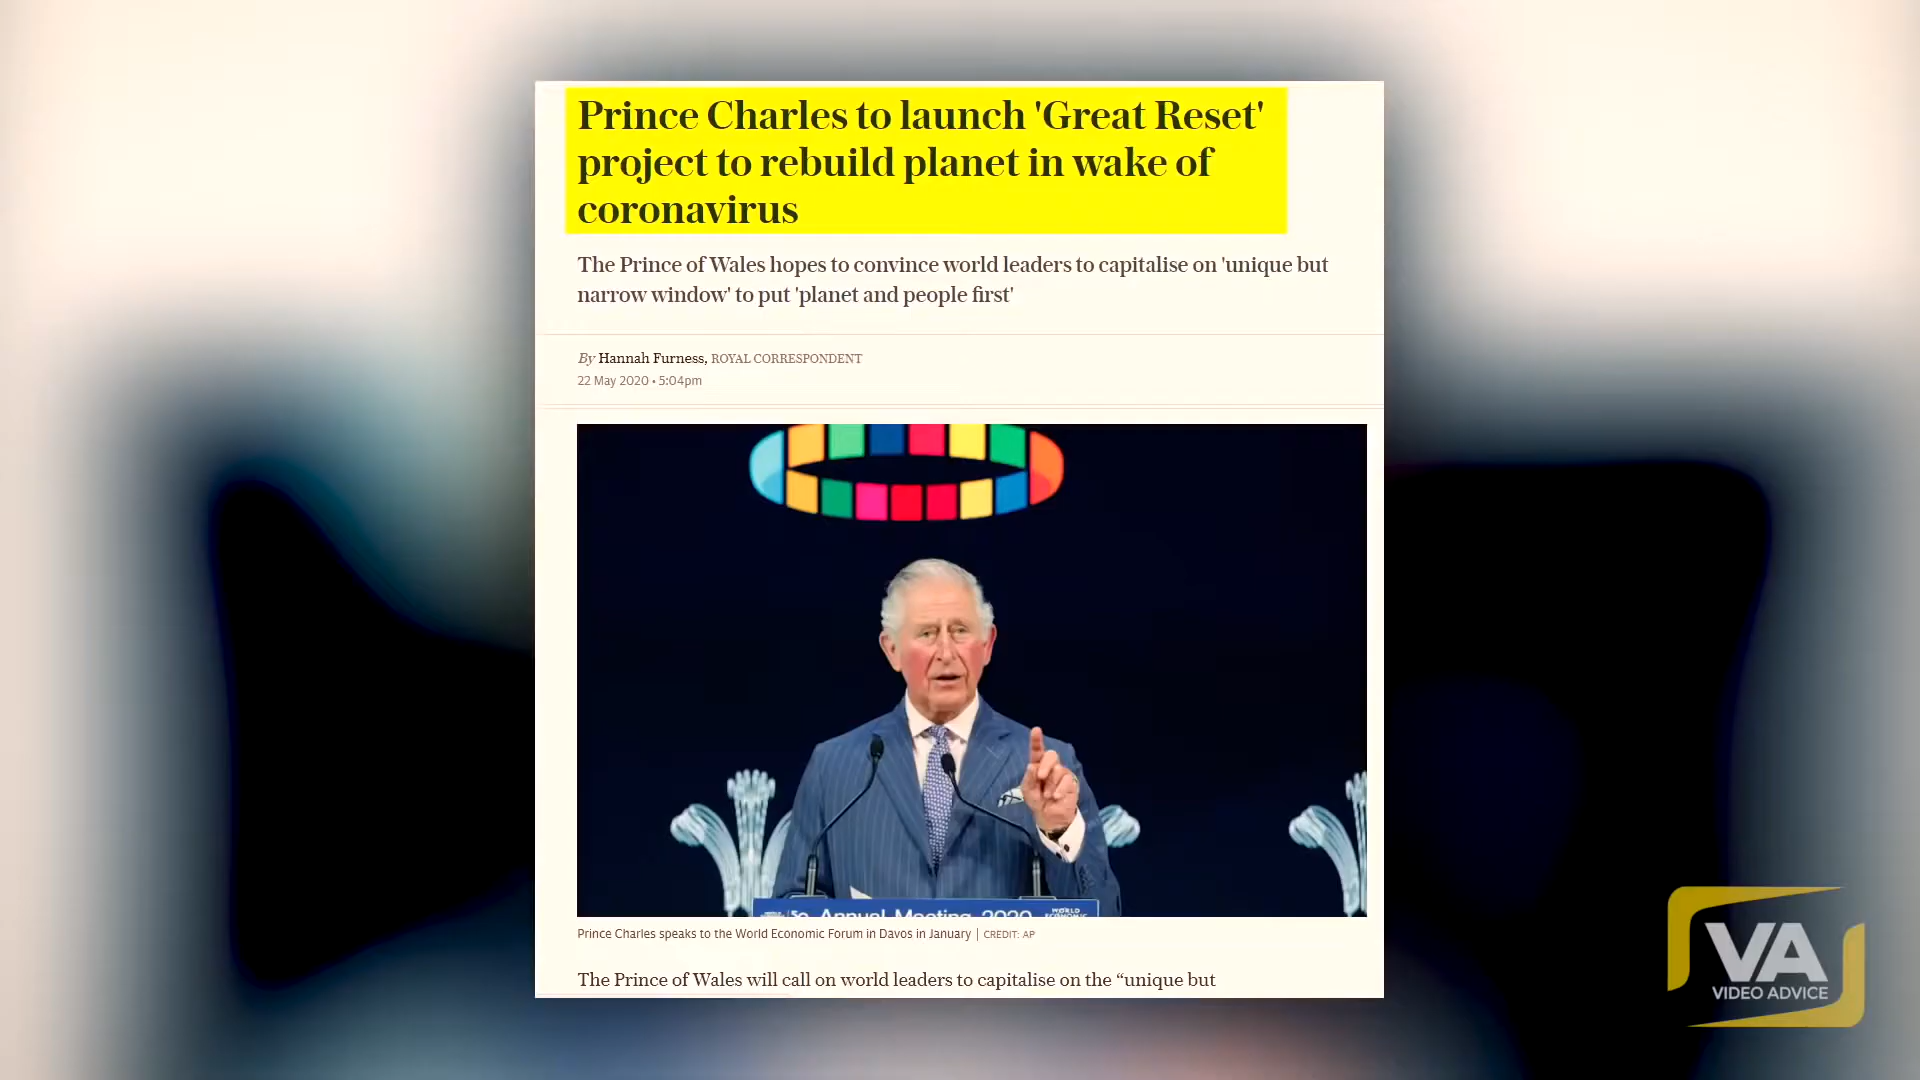 Prince Charles to launch 'Great Reset'
project to rebuild planet in wake of
coronavirus
The Prince of Wales hopes to convince world leaders to capitalise on 'unique but
narrow window' to put 'planet and people first'
By Hannah Furness, ROYAL CORRESPONDENT
22 May 2020 • 5:04pm
Annual Meeting 2020
WORLD
ECONOMIC
Prince Charles speaks to the World Economic Forum in Davos in January | CREDIT: AP
The Prince of Wales will call on world leaders to capitalise on the “unique but
VA
VIDEO ADVICE